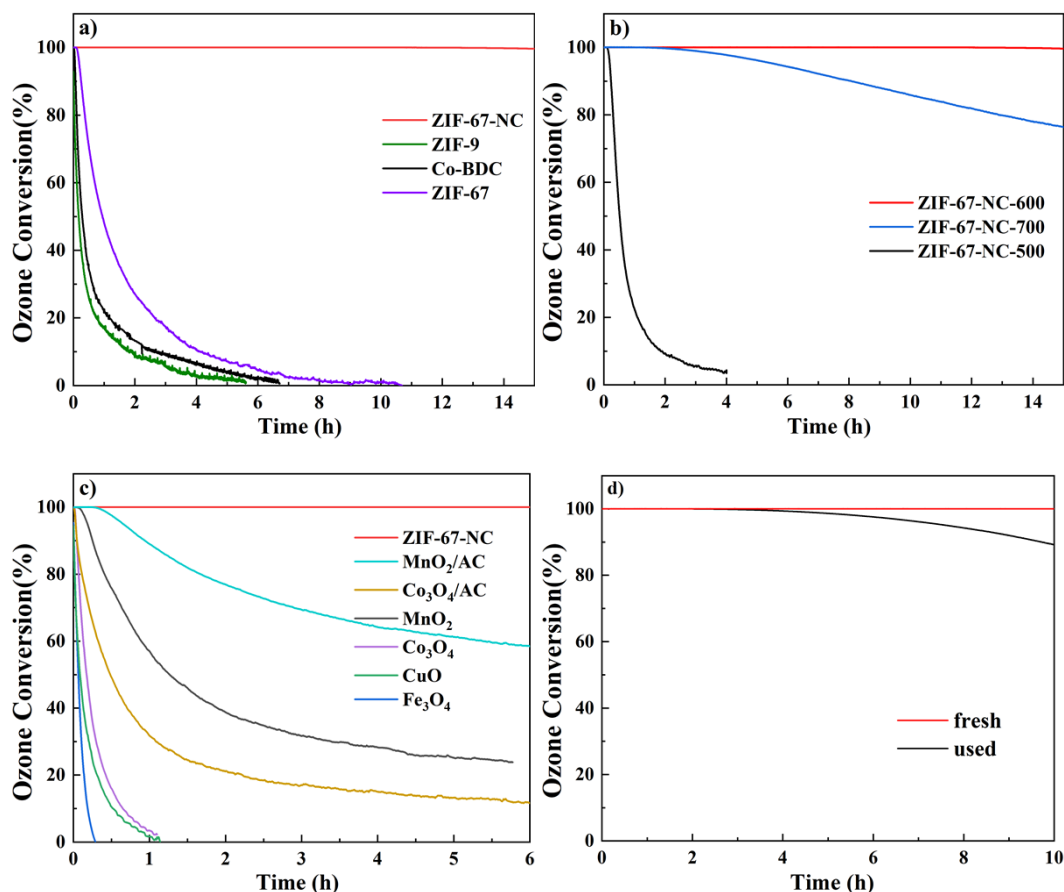 a)
Ozone Conversion(%)
100
80
60
40
20
0
ZIF-67-NC
ZIF-9
Co-BDC
ZIF-67
0 2 4 6 8 10 12 14
Time (h)
b)
Ozone Conversion(%)
100
80
60
40
20
0
ZIF-67-NC-600
ZIF-67-NC-700
ZIF-67-NC-500
0 2 4 6 8 10 12 14
Time (h)
c)
Ozone Conversion(%)
100
80
60
40
20
0
ZIF-67-NC
MnO₂/AC
Co₃O₄/AC
MnO₂
Co₃O₄
CuO
Fe₃O₄
0 1 2 3 4 5 6
Time (h)
d)
Ozone Conversion(%)
100
80
60
40
20
0
fresh
used
0 2 4 6 8 10
Time (h)